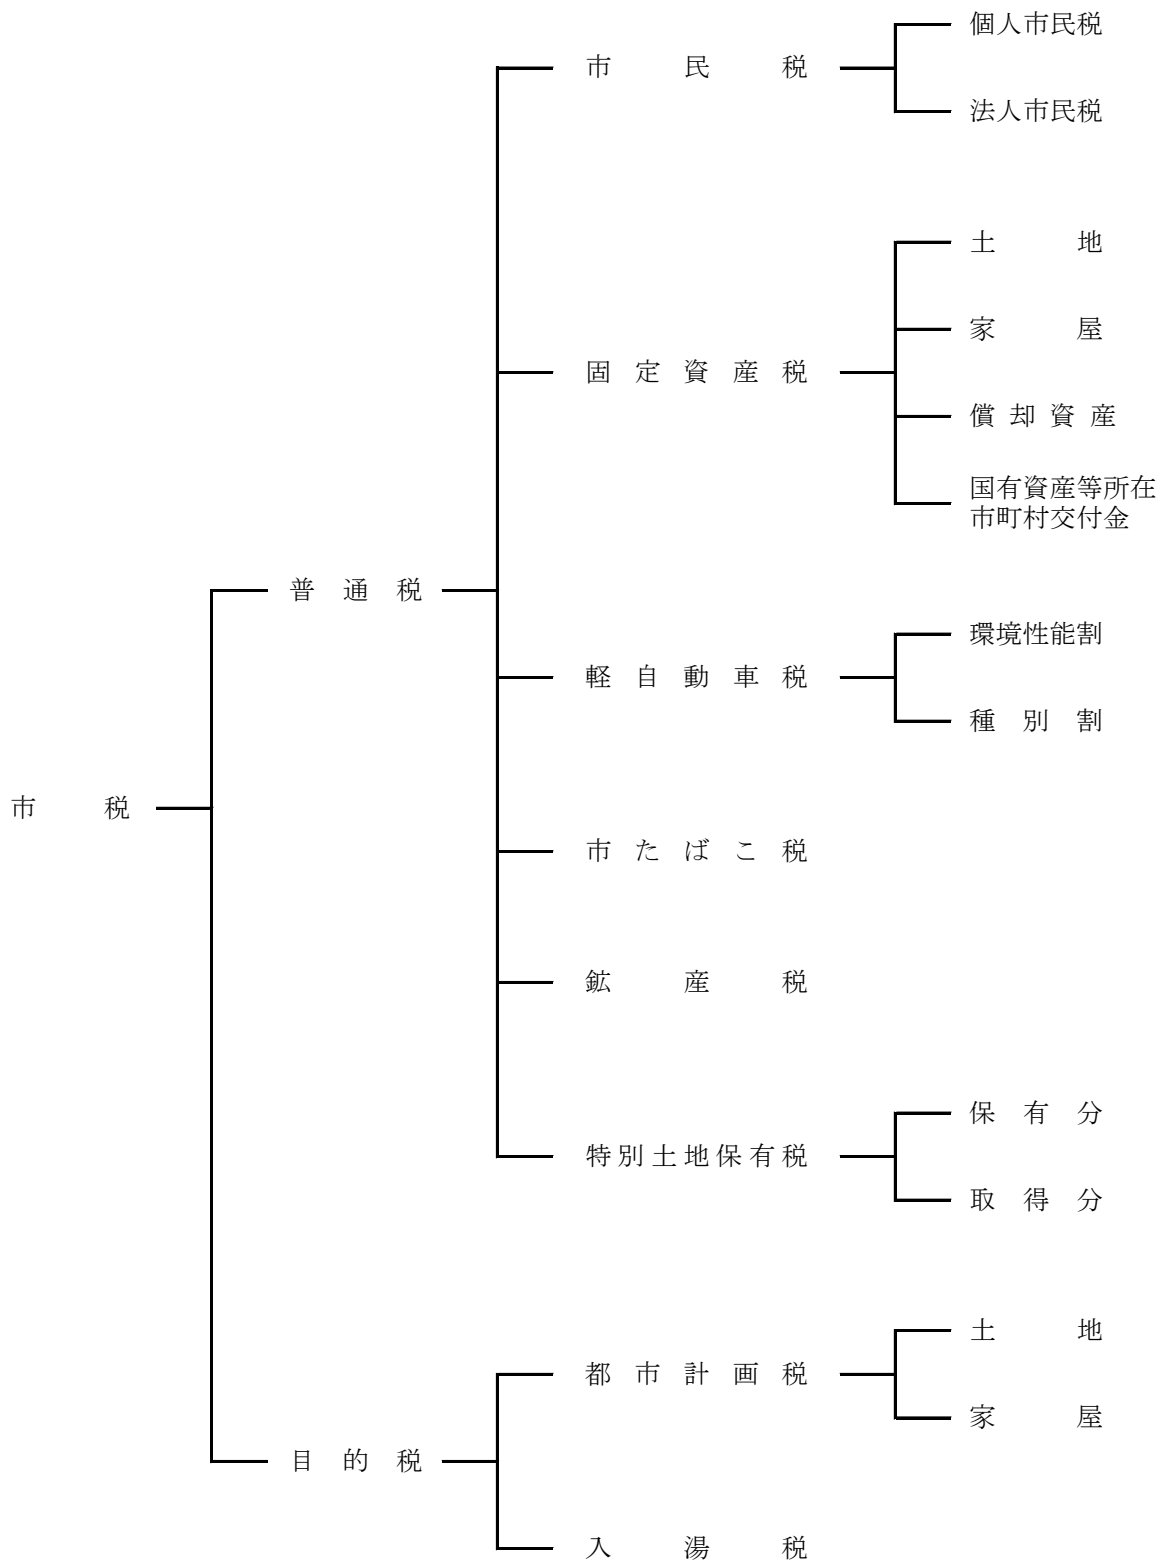 個人市民税
市民税
法人市民税
土地
家屋
固定資産税
償却資産
国有資産等所在
市町村交付金
普通税
環境性能割
軽自動車税
種別割
市税
市たばこ税
鉱産税
保有分
特別土地保有税
取得分
土地
都市計画税
家屋
目的税
入湯税